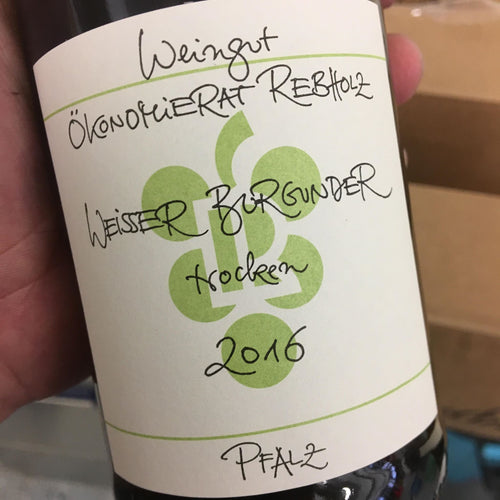 Weingut
ÖKONOMIERAT REBHOLZ
WEISSER BURGUNDER
trocken
2016
PFALZ